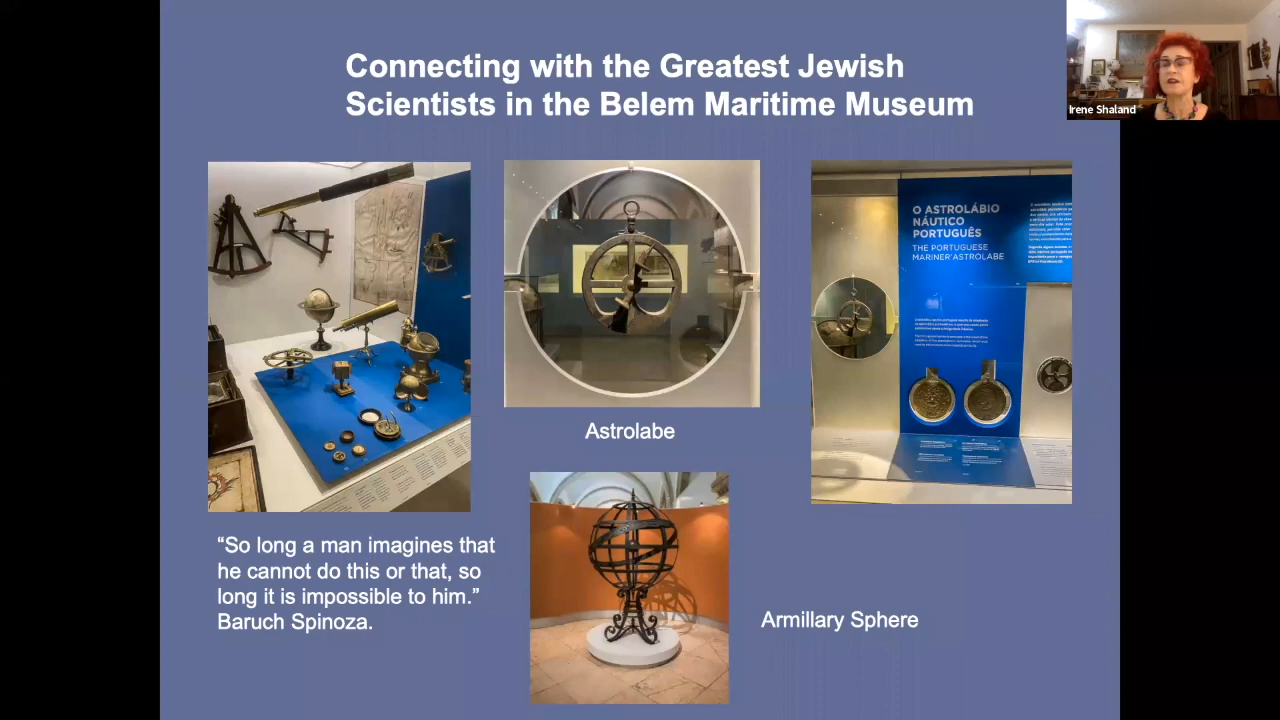 Connecting with the Greatest Jewish
Scientists in the Belem Maritime Museum
Irene Shaland
O ASTROLÁBIO
NÁUTICO
PORTUGUÊS
THE PORTUGUESE
MARINER'ASTROLABE
Astrolabe
“So long a man imagines that
he cannot do this or that, so
long it is impossible to him.”
Baruch Spinoza.
Armillary Sphere